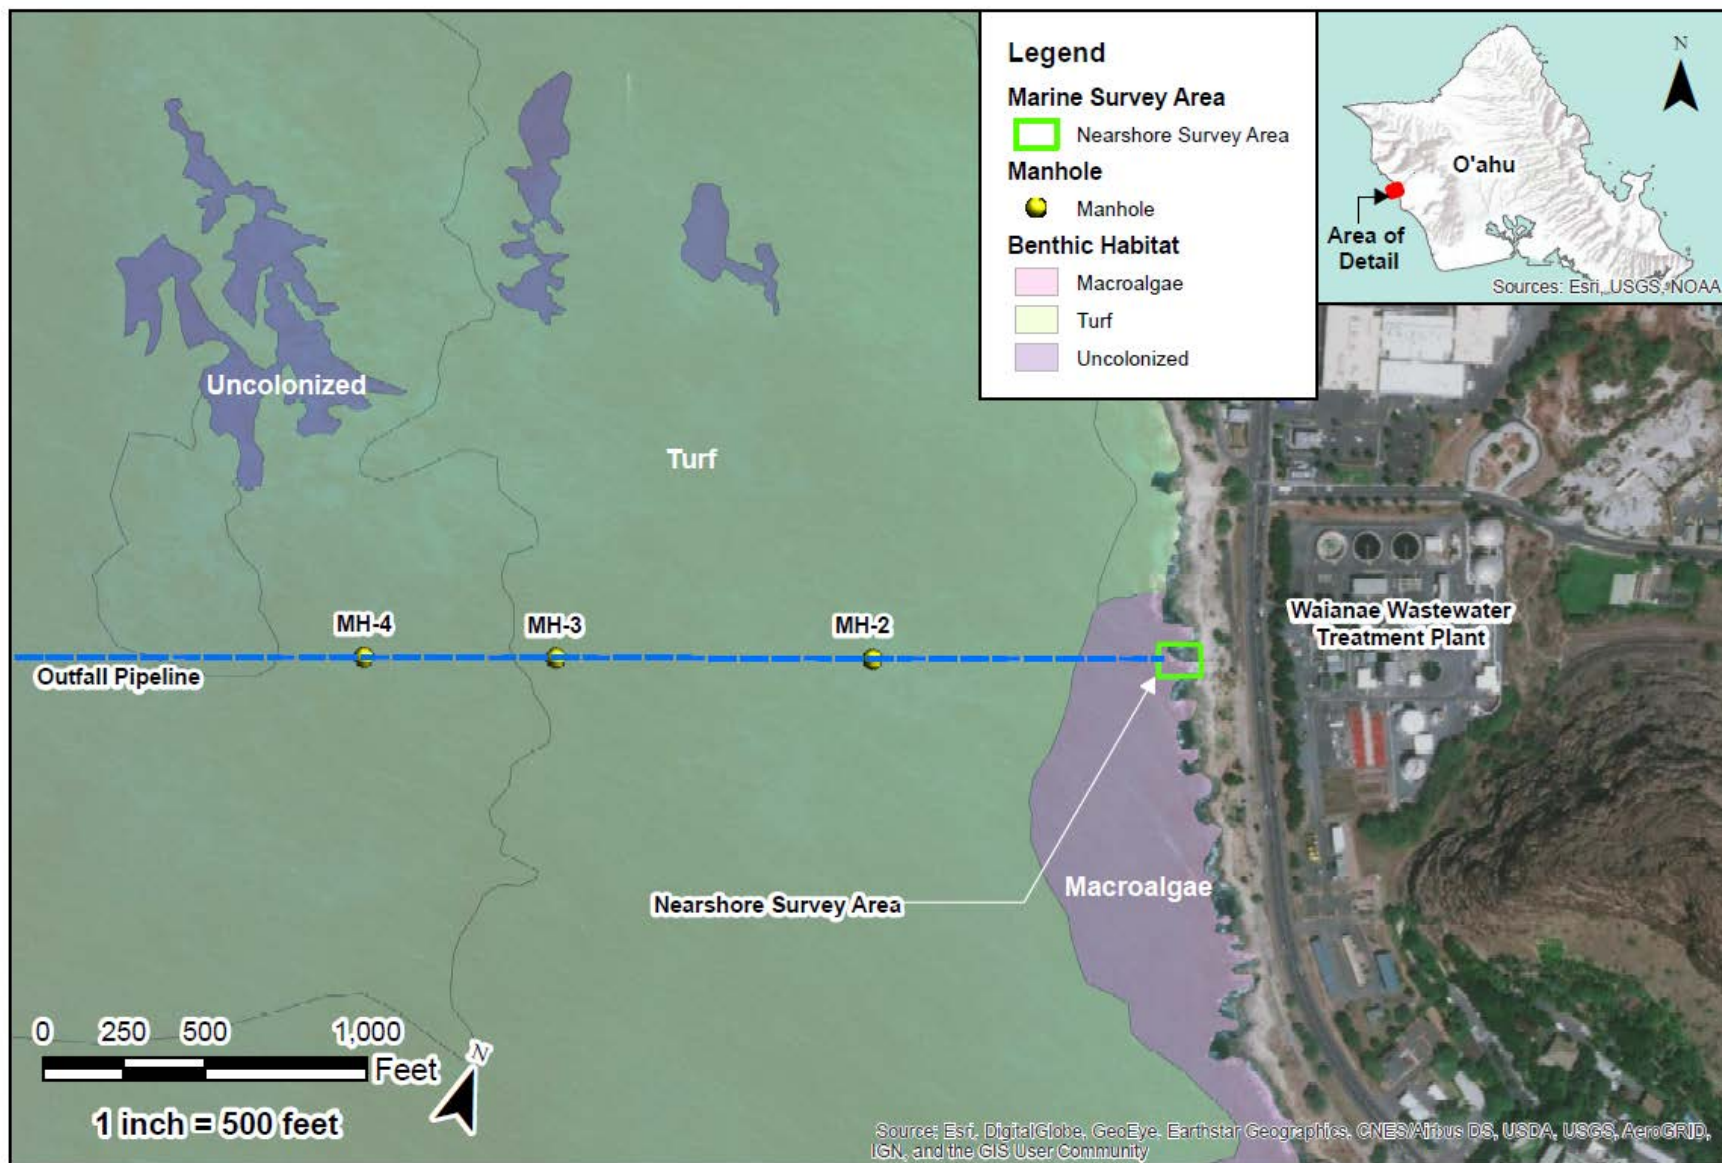 Legend
Marine Survey Area
Nearshore Survey Area
Manhole
Manhole
Benthic Habitat
Macroalgae
Turf
Uncolonized
N
O'ahu
Area of
Detail
Sources: Esri, USGS, NOAA
Uncolonized
Turf
MH-4
MH-3
MH-2
Waianae Wastewater
Treatment Plant
Outfall Pipeline
Macroalgae
Nearshore Survey Area
0 250 500 1,000
Feet
N
1 inch = 500 feet
Source: Esri, DigitalGlobe, GeoEye, Earthstar Geographics, CNES/Airbus DS, USDA, USGS, AeroGRID,
IGN, and the GIS User Community